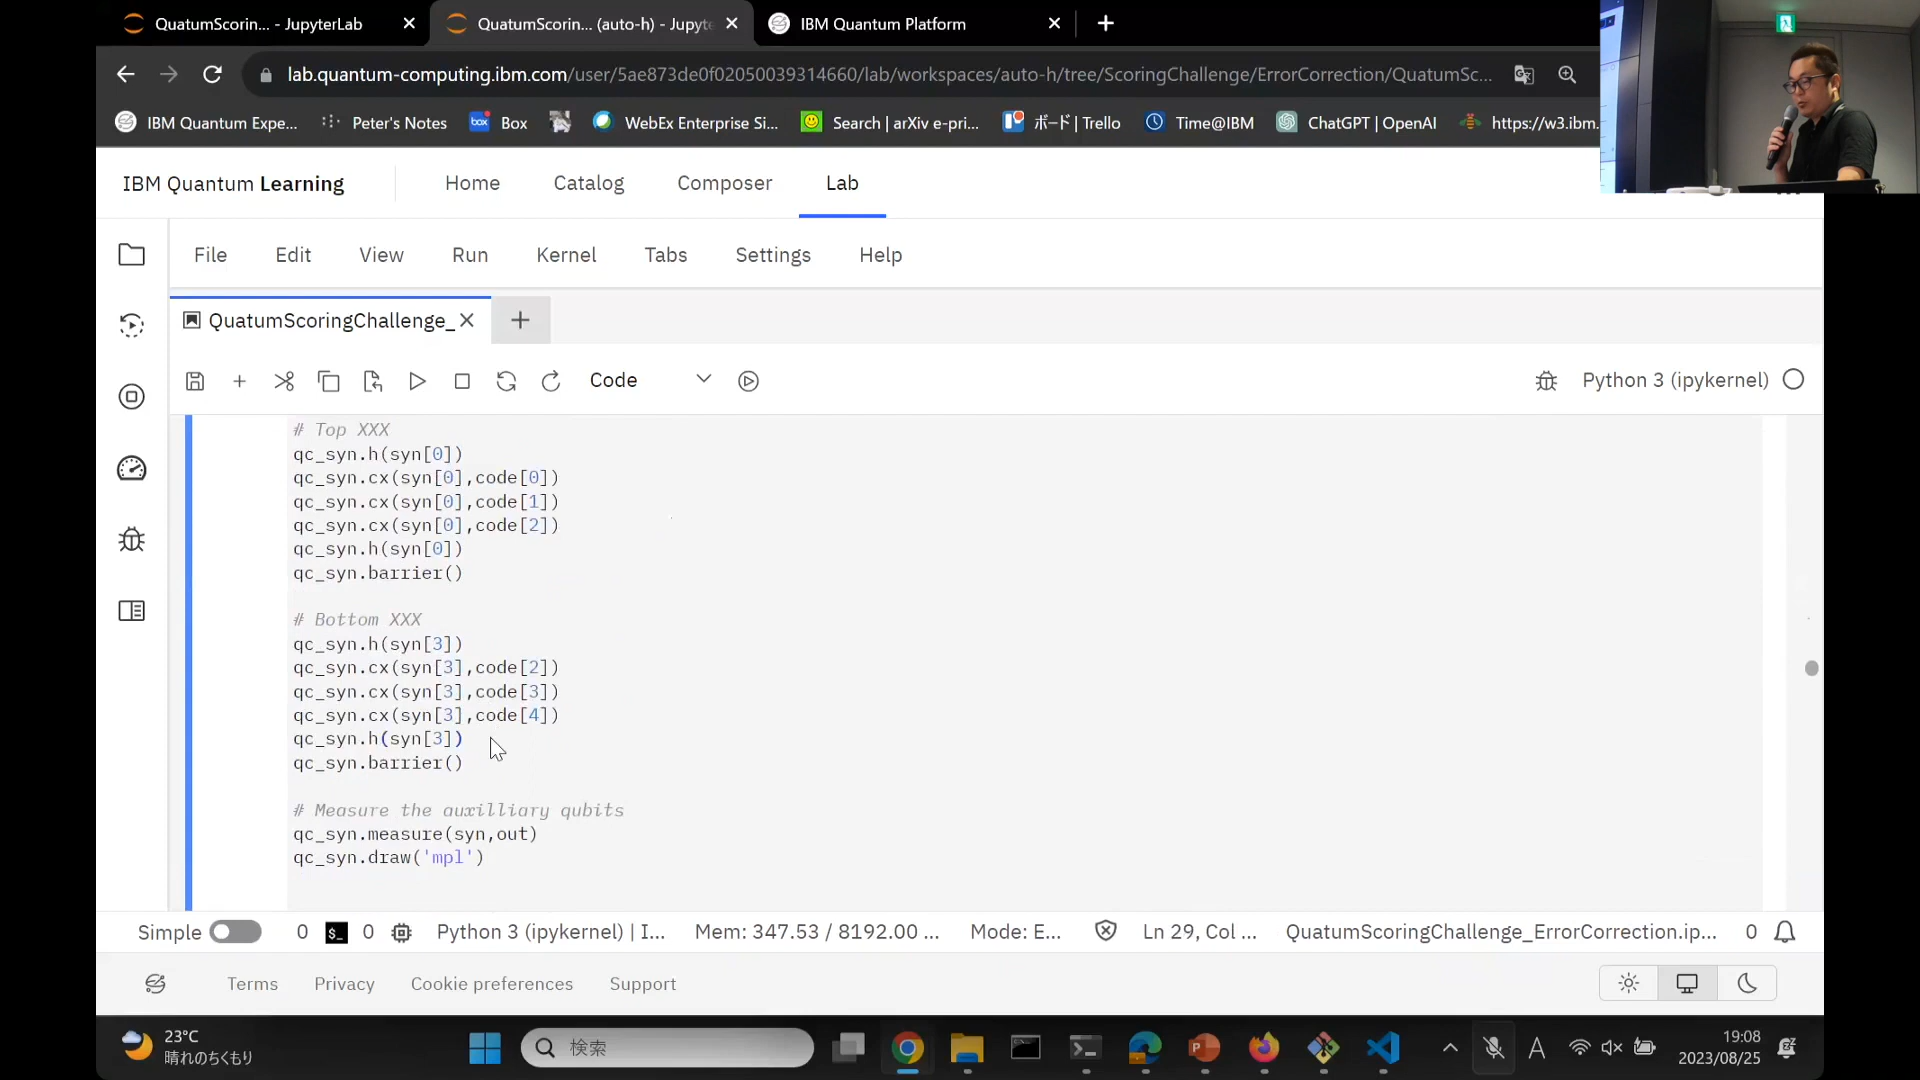 QuatumScorin... - JupyterLab
QuatumScorin... (auto-h) - Jupyte
IBM Quantum Platform
lab.quantum-computing.ibm.com/user/5ae873de0f02050039314660/lab/workspaces/auto-h/tree/ScoringChallenge/ErrorCorrection/QuatumSc...
IBM Quantum Expe...
Peter's Notes
box
Box
WebEx Enterprise Si...
Search | arXiv e-pri...
ボード | Trello
Time@IBM
ChatGPT | OpenAI
https://w3.ibm.
IBM Quantum Learning
Home
Catalog
Composer
Lab
File
Edit
View
Run
Kernel
Tabs
Settings
Help
QuatumScoringChallenge_
Code
Python 3 (ipykernel)
# Top XXX
qc_syn.h(syn[0])
qc_syn.cx(syn[0],code[0])
qc_syn.cx(syn[0],code[1])
qc_syn.cx(syn[0],code[2])
qc_syn.h(syn[0])
qc_syn.barrier()
# Bottom XXX
qc_syn.h(syn[3])
qc_syn.cx(syn[3],code[2])
qc_syn.cx(syn[3],code[3])
qc_syn.cx(syn[3],code[4])
qc_syn.h(syn[3])
qc_syn.barrier()
# Measure the auxilliary qubits
qc_syn.measure(syn,out)
qc_syn.draw('mpl')
Simple
0
$_
0
Python 3 (ipykernel) | I...
Mem: 347.53 / 8192.00 ...
Mode: E...
Ln 29, Col ...
QuatumScoringChallenge_ErrorCorrection.ip...
0
Terms
Privacy
Cookie preferences
Support
23°C
晴れのちくもり
検索
A
19:08
2023/08/25